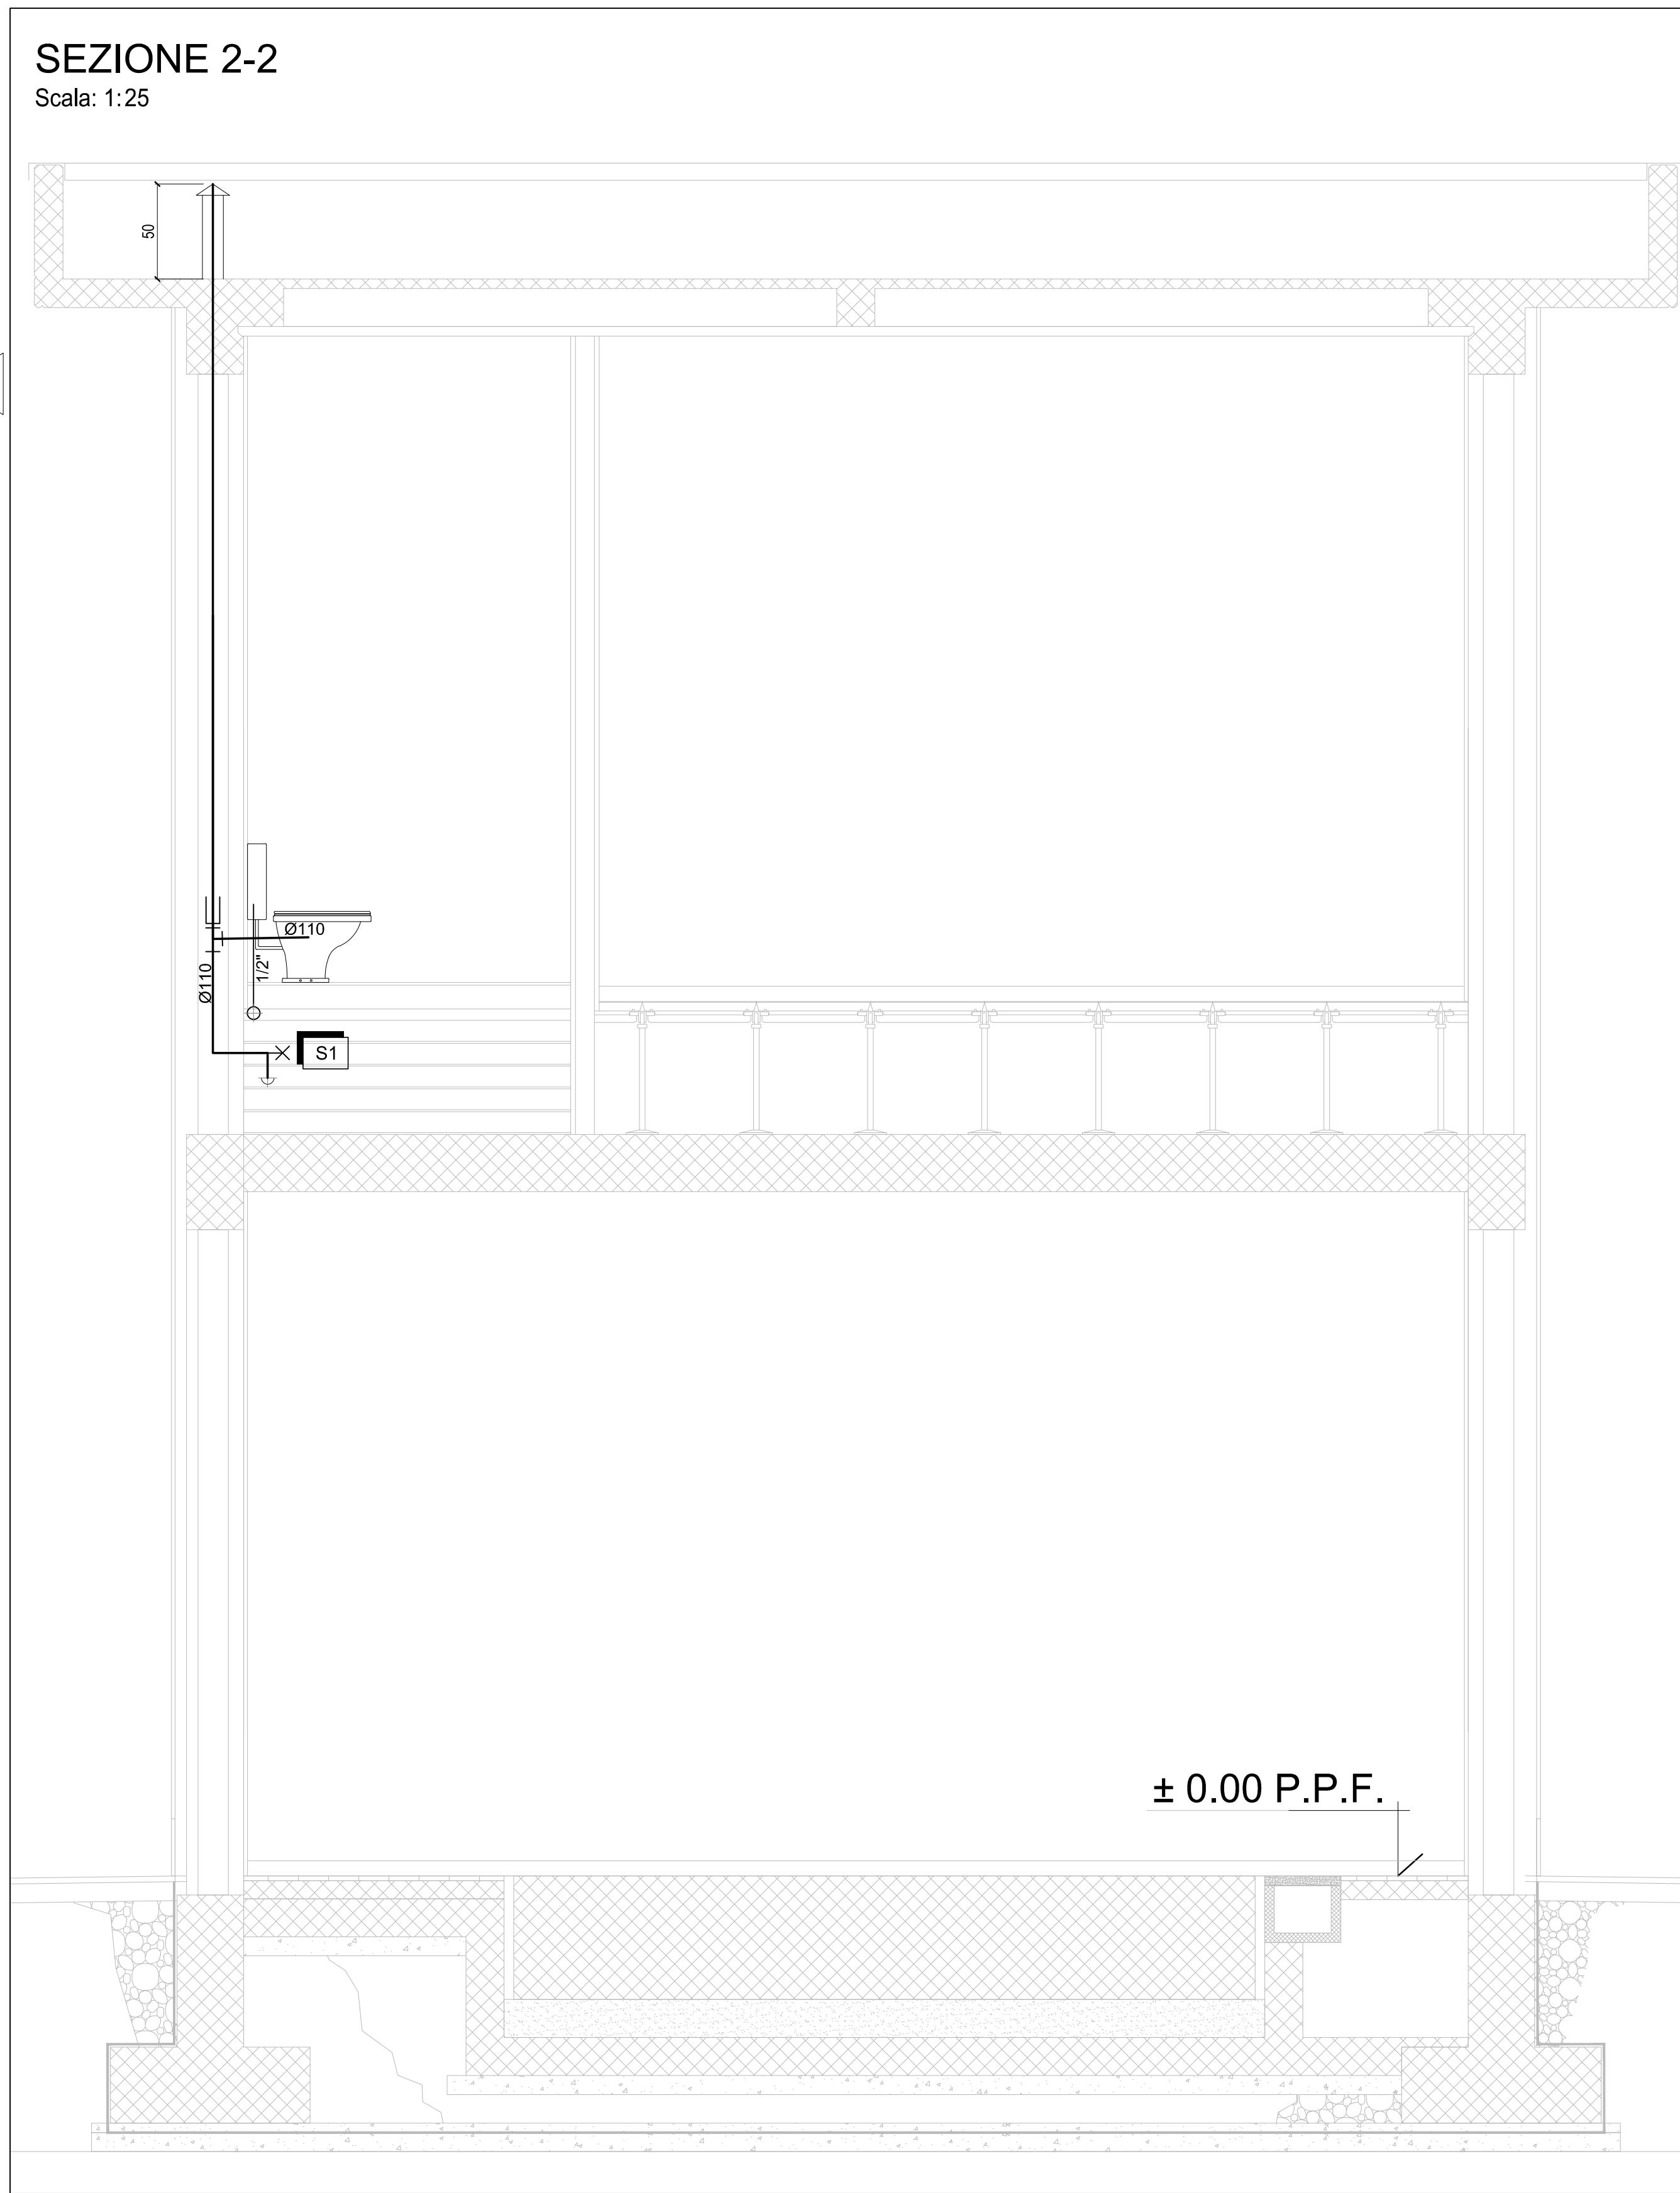 SEZIONE 2-2
Scala: 1:25
50
Ø110
Ø110
1/2"
S1
± 0.00 P.P.F.